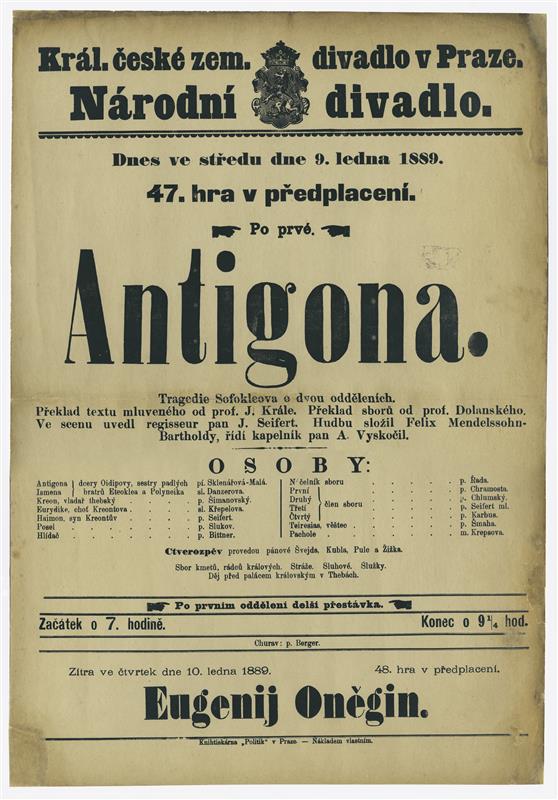 Král. české zem. divadlo v Praze.
Národní divadlo.
Dnes ve středu dne 9. ledna 1889.
47. hra v předplacení.
Po prvé.
Antigona.
Tragedie Sofokleova o dvou odděleních.
Překlad textu mluveného od prof. J. Krále. Překlad sborů od prof. Dolanského.
Ve scenu uvedl regisseur pan J. Seifert. Hudbu složil Felix Mendelssohn-
Bartholdy, řídí kapelník pan A. Vyskočil.
OSOBY:
Antigona } dcery Oidipovy, sestry padlých pí. Sklenářová-Malá.
Ismena } bratrů Eteoklea a Polyneika sl. Danzerova.
Kreon, vladař thebský . . . . . p. Šimanovský.
Eurydike, choť Kreontova . . . . sl. Křepelova.
Haimon, syn Kreontův . . . . . p. Seifert.
Posel . . . . . p. Slukov.
Hlídač . . . . . p. Bittner.
Náčelník sboru . . . . . p. Řada.
První } . . . . . p. Chramosta.
Druhý } člen sboru . . . . . p. Chlumský.
Třetí } . . . . . p. Seifert ml.
Čtvrtý } . . . . . p. Karbus.
Teiresias, věštec . . . . . p. Šmaha.
Pachole . . . . . m. Krepsova.
Čtverozpěv provedou pánové Švejda, Kubla, Pulc a Žižka.
Sbor kmetů, rádců králových. Stráže. Sluhové. Služky.
Děj před palácem královským v Thebách.
Po prvním oddělení delší přestávka.
Začátek o 7. hodině. Konec o 9¼ hod.
Churav: p. Berger.
Zítra ve čtvrtek dne 10. ledna 1889. 48. hra v předplacení.
Eugenij Oněgin.
Knihtiskárna „Politik“ v Praze. — Nákladem vlastním.